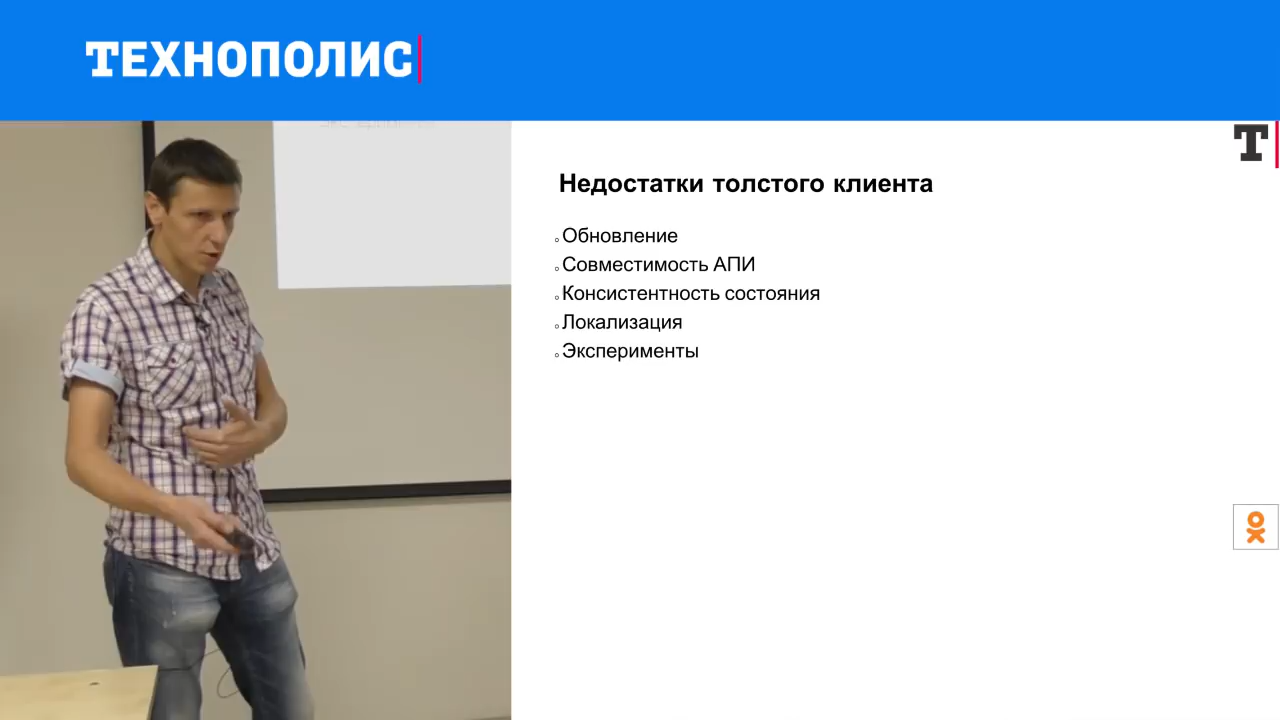 ТЕХНОПОЛИС
Т
Недостатки толстого клиента
Обновление
Совместимость АПИ
Консистентность состояния
Локализация
Эксперименты